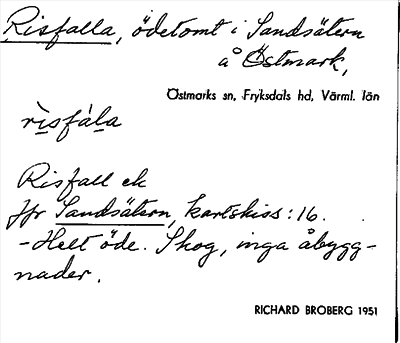 Risfalla, ödetomt i Sandsätern
å Östmark,
Östmarks sn, Fryksdals hd, Värml. län
rìsfála
Risfall ek
Jfr Sandsätern, kartskiss: 16.
- Helt öde. Skog, inga åbygg-
nader.
RICHARD BROBERG 1951